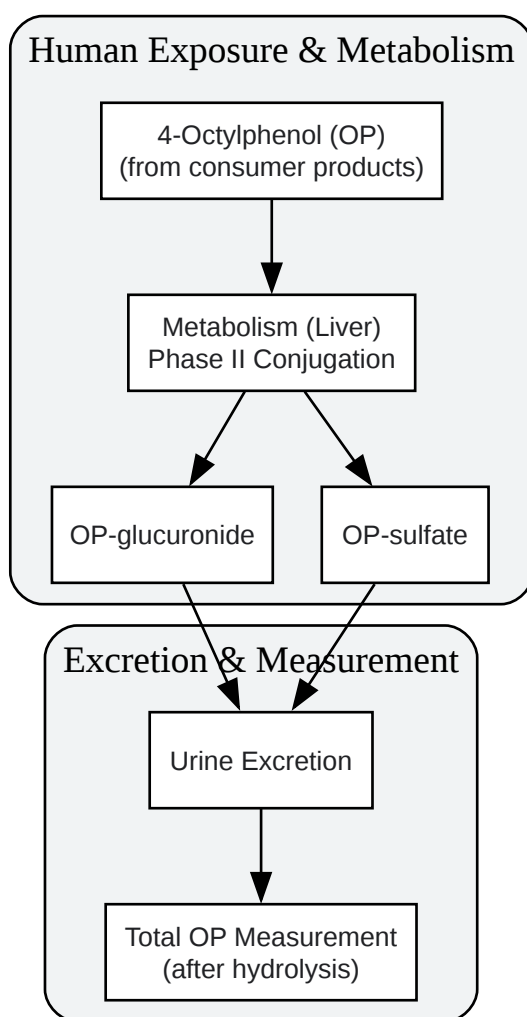 Human Exposure & Metabolism
4-Octylphenol (OP)
(from consumer products)
Metabolism (Liver)
Phase II Conjugation
OP-glucuronide
OP-sulfate
Excretion & Measurement
Urine Excretion
Total OP Measurement
(after hydrolysis)